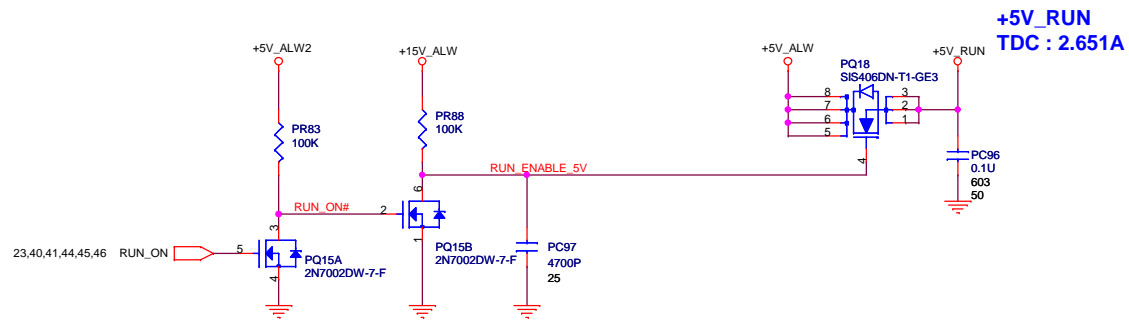 +5V_RUN
TDC : 2.651A
+5V_ALW2
+15V_ALW
+5V_ALW
+5V_RUN
PQ18
SIS406DN-T1-GE3
8
7
6
5
3
2
1
4
PR83
100K
PR88
100K
PC96
0.1U
603
50
RUN_ENABLE_5V
6
RUN_ON#
2
3
1
PQ15B
2N7002DW-7-F
PC97
4700P
25
23,40,41,44,45,46 RUN_ON
5
4
PQ15A
2N7002DW-7-F